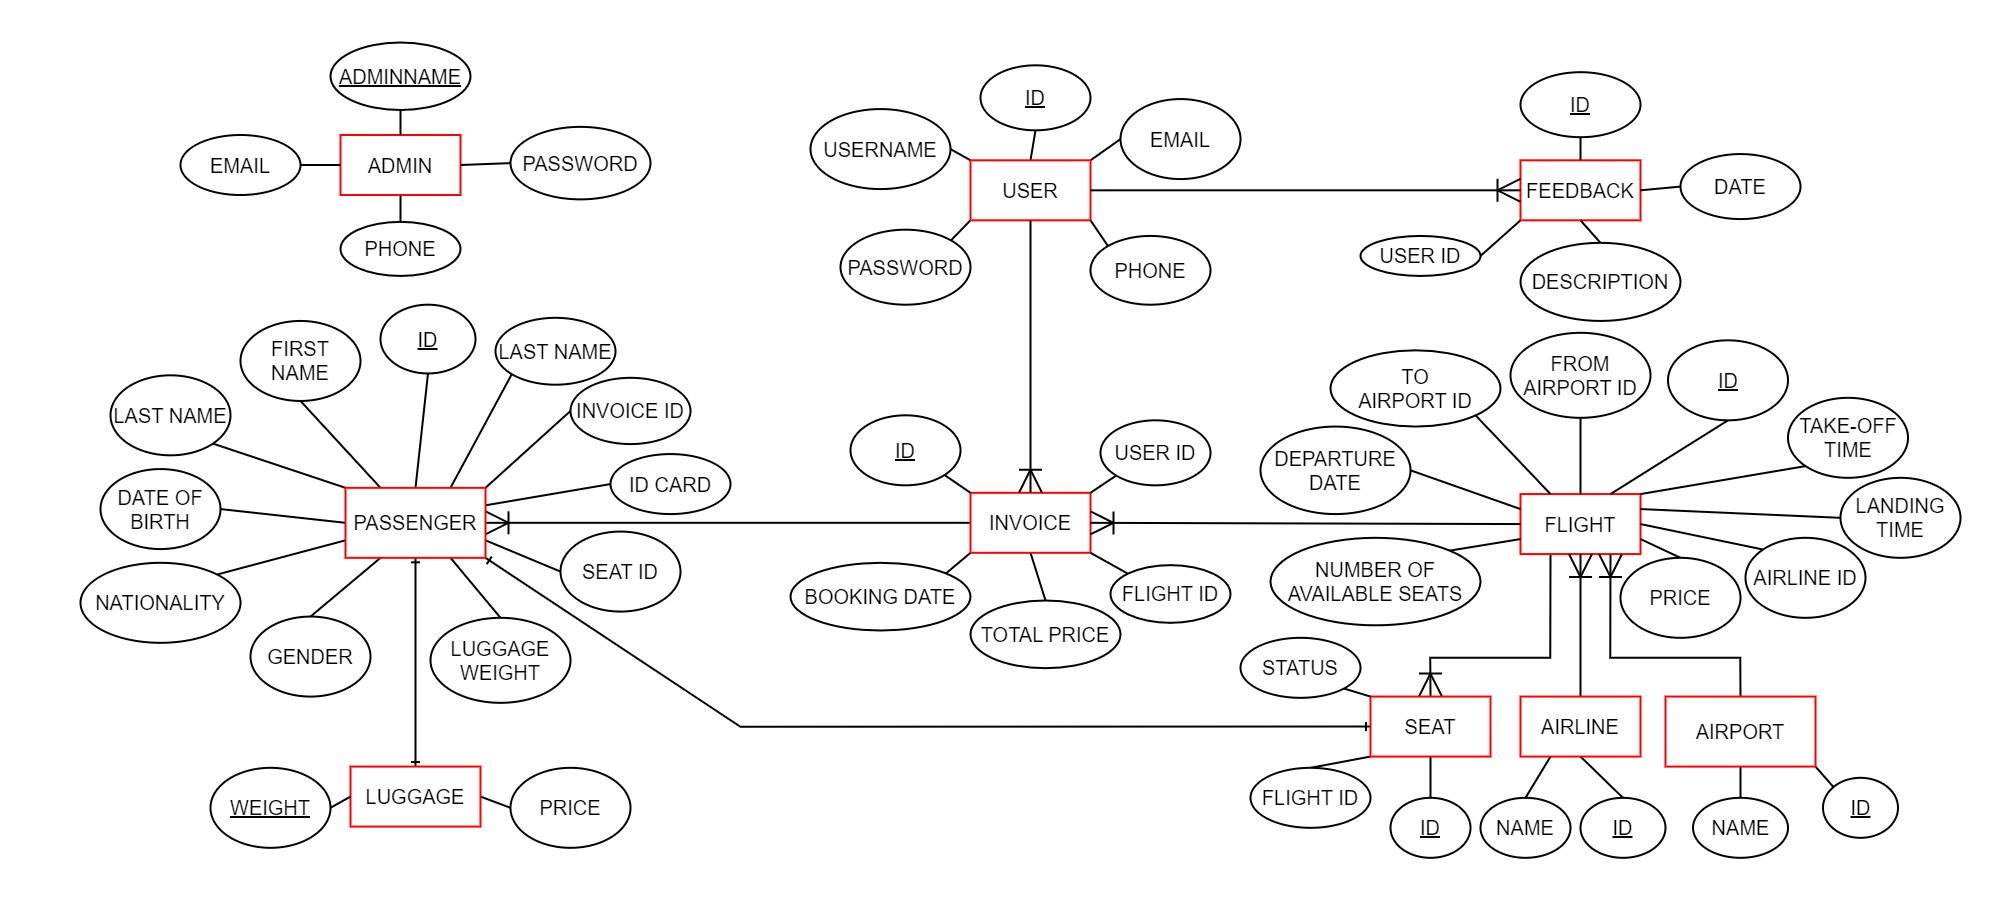 ADMINNAME
EMAIL
ADMIN
PASSWORD
PHONE
ID
USERNAME
EMAIL
USER
PASSWORD
PHONE
ID
FEEDBACK
DATE
USER ID
DESCRIPTION
FIRST
NAME
ID
LAST NAME
LAST NAME
INVOICE ID
DATE OF
BIRTH
ID CARD
PASSENGER
NATIONALITY
SEAT ID
GENDER
LUGGAGE
WEIGHT
WEIGHT
LUGGAGE
PRICE
ID
USER ID
INVOICE
BOOKING DATE
TOTAL PRICE
FLIGHT ID
TO
AIRPORT ID
FROM
AIRPORT ID
ID
DEPARTURE
DATE
TAKE-OFF
TIME
FLIGHT
LANDING
TIME
NUMBER OF
AVAILABLE SEATS
PRICE
AIRLINE ID
STATUS
SEAT
AIRLINE
AIRPORT
FLIGHT ID
ID
NAME
ID
NAME
ID